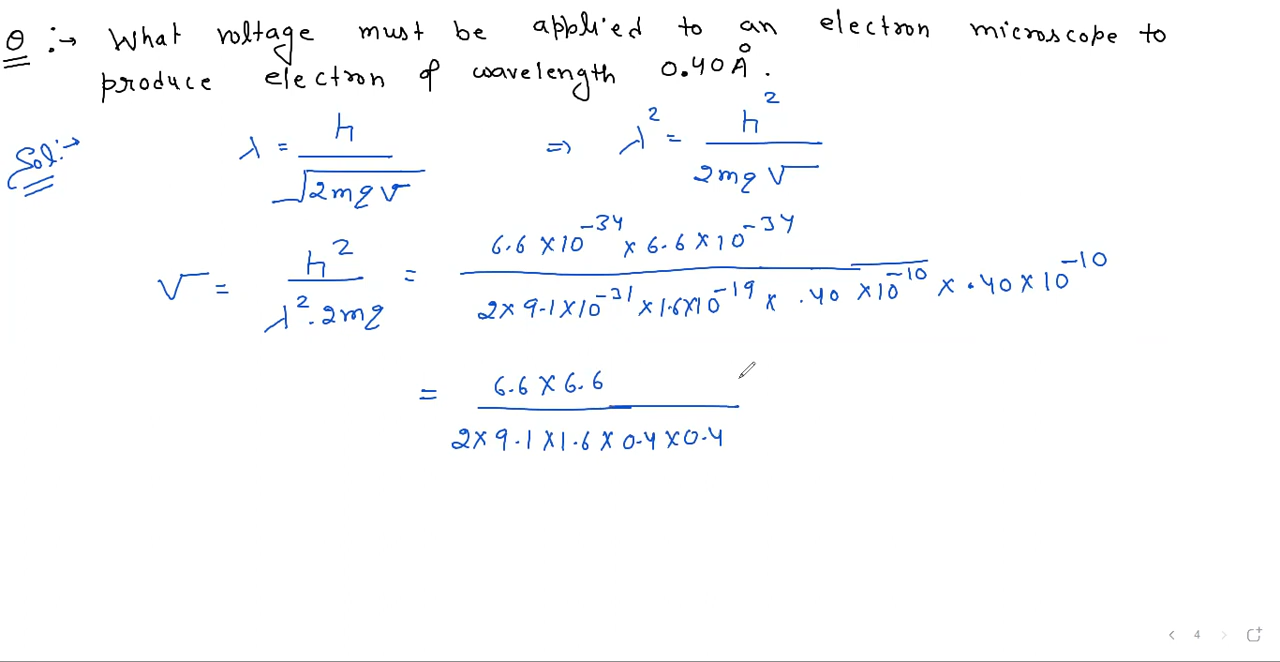 Q :→ What voltage must be applied to an electron microscope to
produce electron of wavelength 0.40 Å.
Sol:→ λ = h / √(2mqV) ⇒ λ² = h² / (2mqV)
V = h² / (λ².2mq) = (6.6×10⁻³⁴ × 6.6×10⁻³⁴) / (2×9.1×10⁻³¹×1.6×10⁻¹⁹× .40 ×10⁻¹⁰ × .40×10⁻¹⁰)
= (6.6×6.6) / (2×9.1×1.6×0.4×0.4)
< 4 >